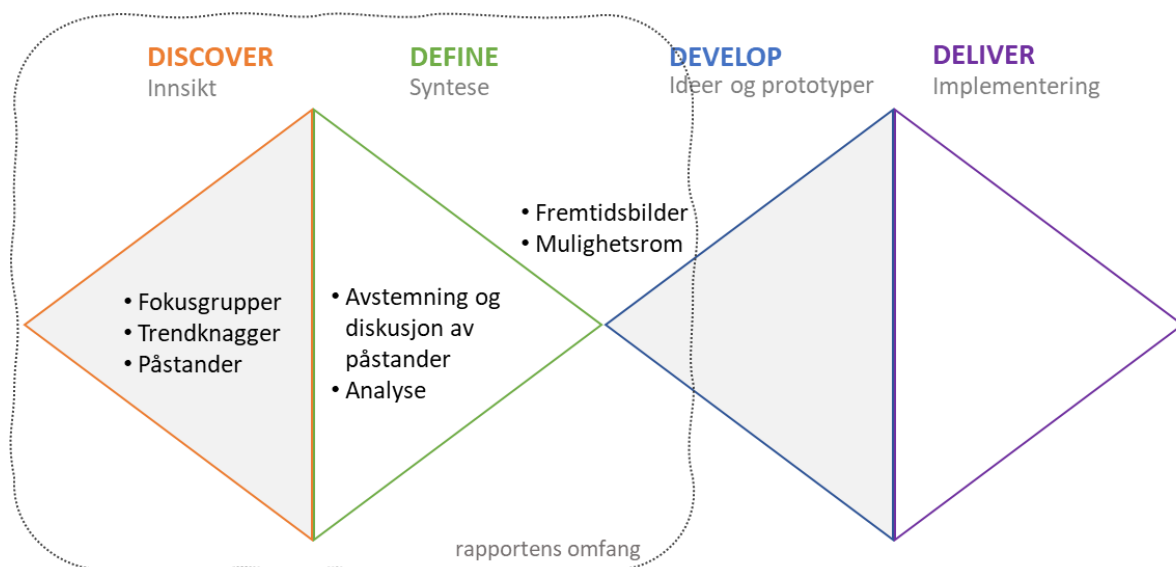 DISCOVER
Innsikt
DEFINE
Syntese
DEVELOP
Ideer og prototyper
DELIVER
Implementering
• Fremtidsbilder
• Mulighetsrom
• Fokusgrupper
• Trendknagger
• Påstander
• Avstemning og
diskusjon av
påstander
• Analyse
rapportens omfang